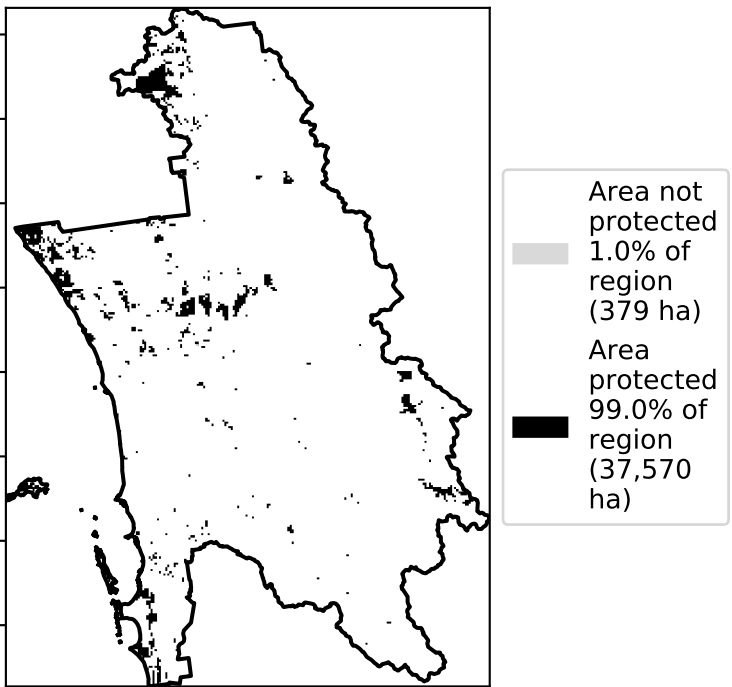 Area not
protected
1.0% of
region
(379 ha)
Area
protected
99.0% of
region
(37,570
ha)